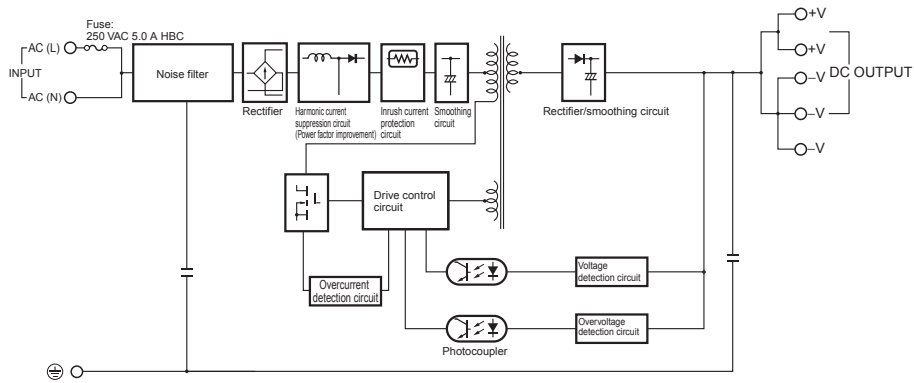 Fuse:
250 VAC 5.0 A HBC
AC (L)
INPUT
AC (N)
Noise filter
Rectifier
Harmonic current
suppression circuit
(Power factor improvement)
Inrush current
protection
circuit
Smoothing
circuit
Rectifier/smoothing circuit
+V
+V
DC OUTPUT
–V
–V
–V
Drive control
circuit
Overcurrent
detection circuit
Voltage
detection circuit
Overvoltage
detection circuit
Photocoupler